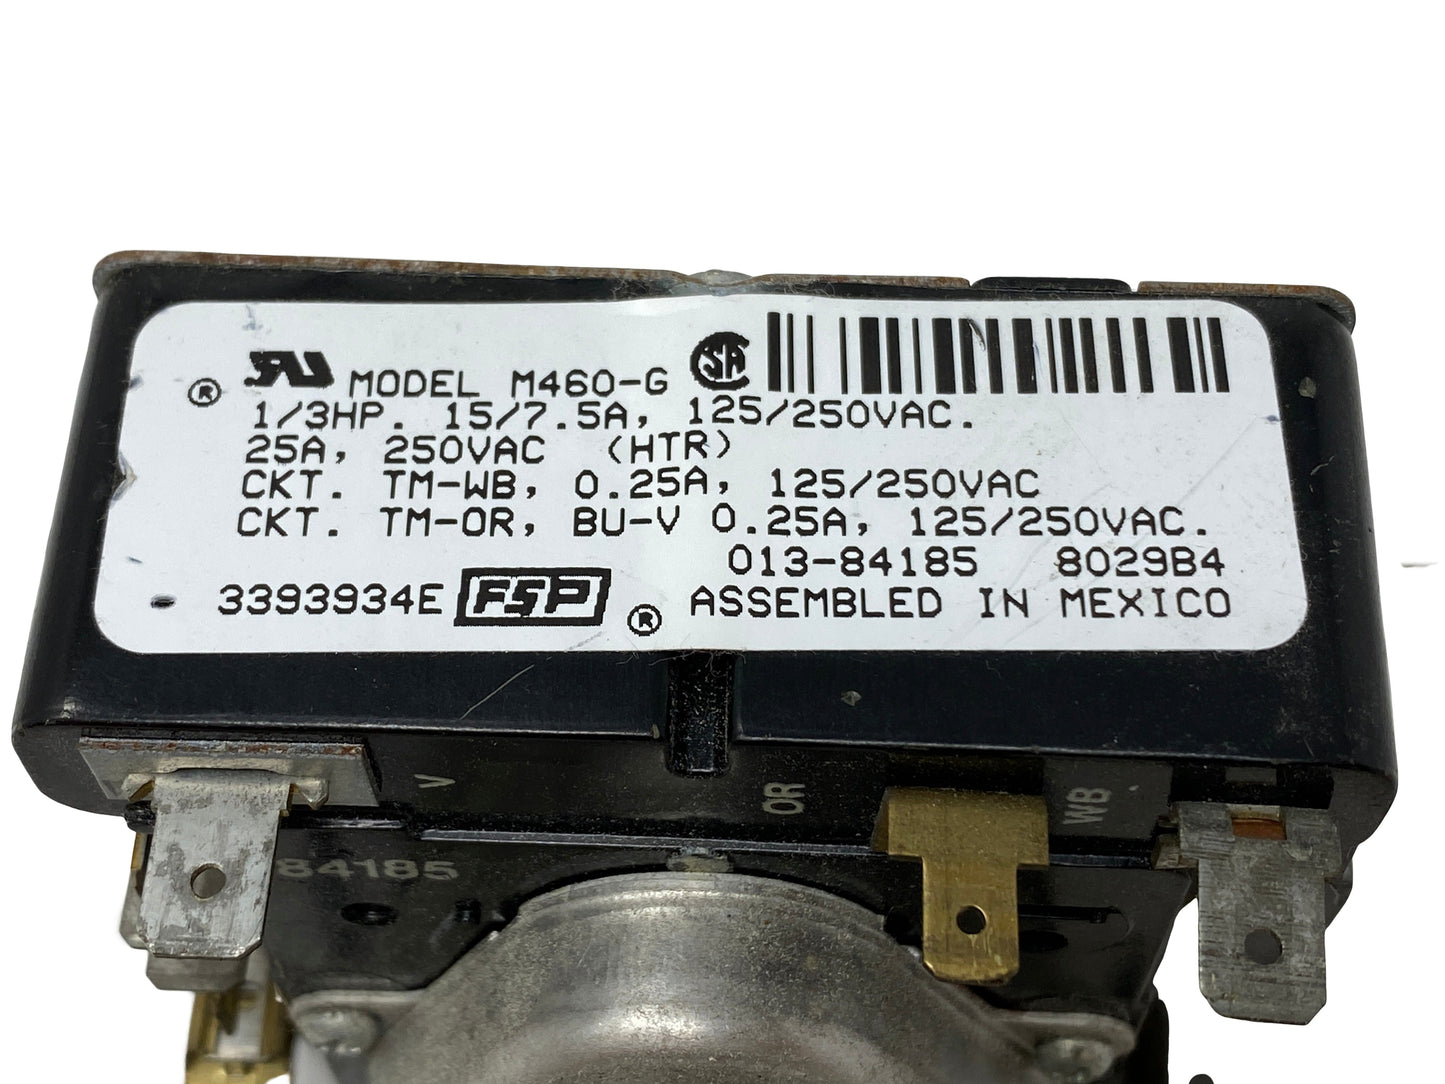 ® MODEL M460-G
1/3HP. 15/7.5A, 125/250VAC.
25A, 250VAC (HTR)
CKT. TM-WB, 0.25A, 125/250VAC
CKT. TM-OR, BU-V 0.25A, 125/250VAC.
013-84185 8029B4
3393934E FSP ® ASSEMBLED IN MEXICO
V OR WB
84185